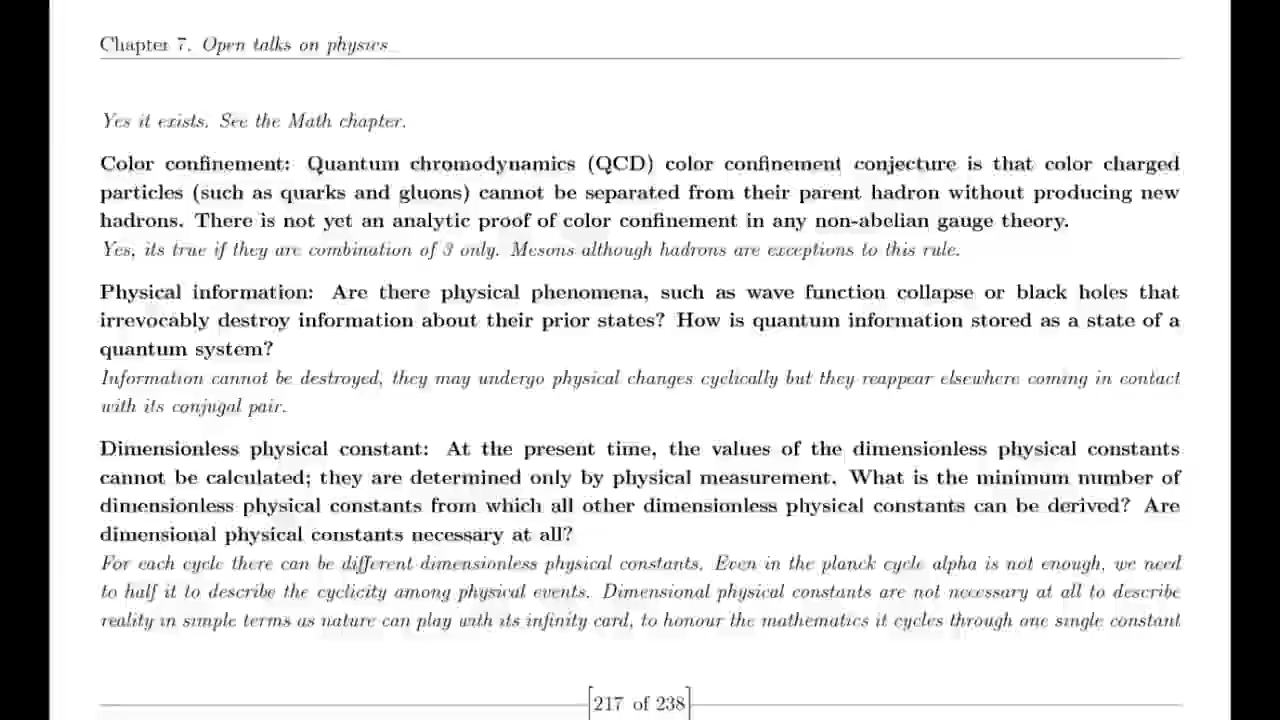 Chapter 7. Open talks on physics
Yes it exists. See the Math chapter.
Color confinement: Quantum chromodynamics (QCD) color confinement conjecture is that color charged
particles (such as quarks and gluons) cannot be separated from their parent hadron without producing new
hadrons. There is not yet an analytic proof of color confinement in any non-abelian gauge theory.
Yes, its true if they are combination of 3 only. Mesons although hadrons are exceptions to this rule.
Physical information: Are there physical phenomena, such as wave function collapse or black holes that
irrevocably destroy information about their prior states? How is quantum information stored as a state of a
quantum system?
Information cannot be destroyed, they may undergo physical changes cyclically but they reappear elsewhere coming in contact
with its conjugal pair.
Dimensionless physical constant: At the present time, the values of the dimensionless physical constants
cannot be calculated; they are determined only by physical measurement. What is the minimum number of
dimensionless physical constants from which all other dimensionless physical constants can be derived? Are
dimensional physical constants necessary at all?
For each cycle there can be different dimensionless physical constants. Even in the planck cycle alpha is not enough, we need
to half it to describe the cyclicity among physical events. Dimensional physical constants are not necessary at all to describe
reality in simple terms as nature can play with its infinity card, to honour the mathematics it cycles through one single constant
217 of 238